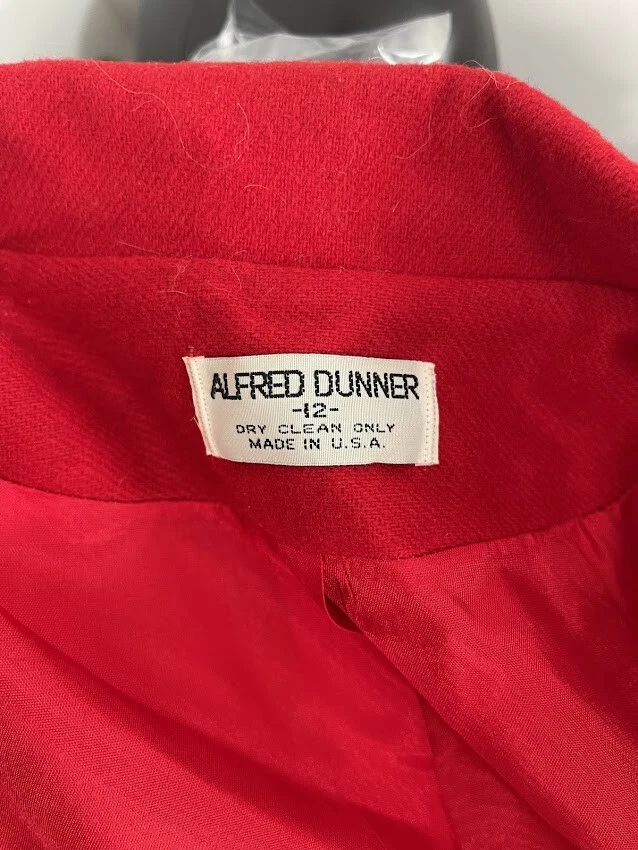 ALFRED DUNNER
-12-
DRY CLEAN ONLY
MADE IN U.S.A.